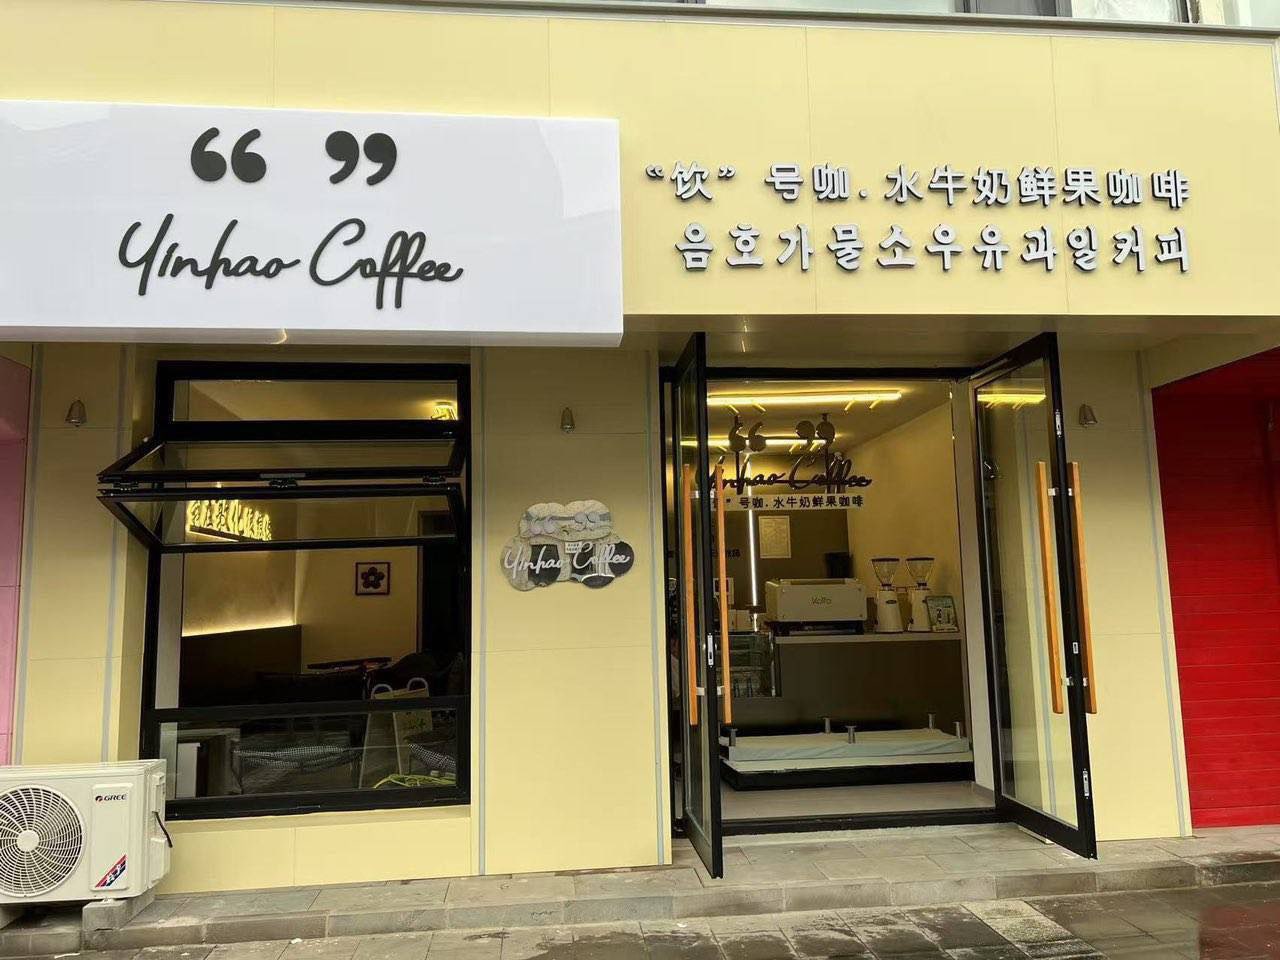 “ ”
Yinhao Coffee
“饮”号咖.水牛奶鲜果咖啡
음호가물소우유과일커피
Yinhao Coffee
”号咖.水牛奶鲜果咖啡
Yinhao Coffee
GREE